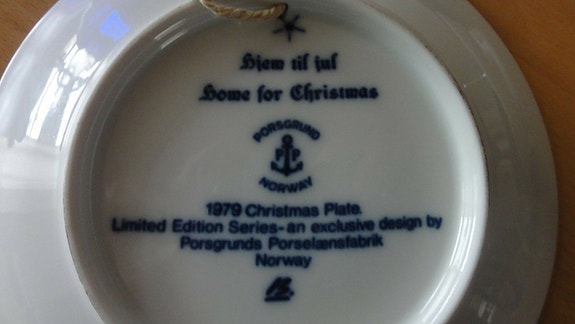 Hjem til jul
Home for Christmas
PORSGRUND
P P
NORWAY
1979 Christmas Plate.
Limited Edition Series-an exclusive design by
Porsgrunds Porselænsfabrik
Norway